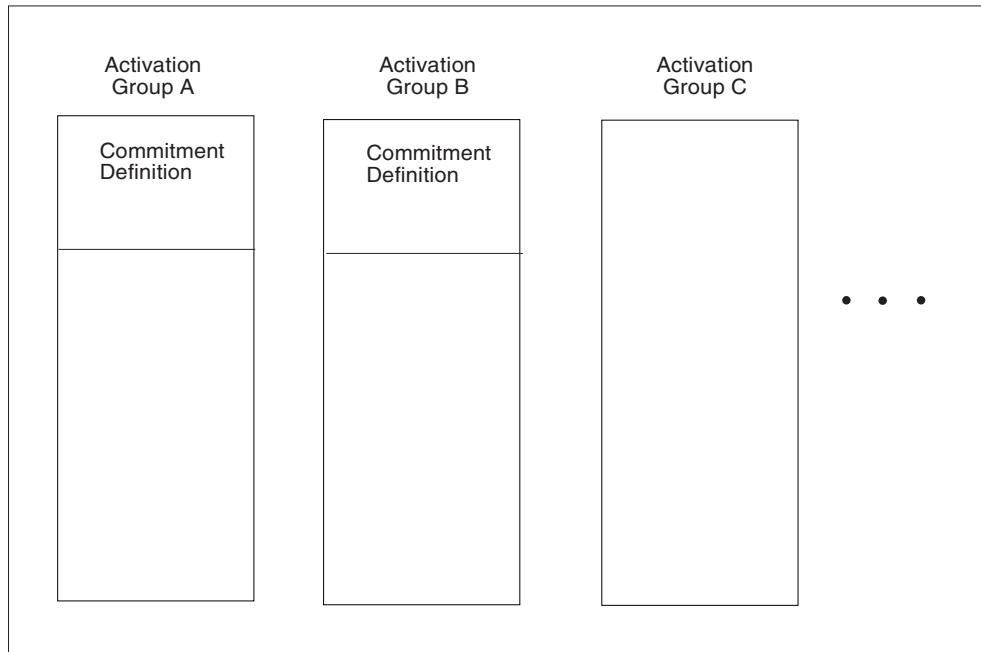 Activation
Group A
Activation
Group B
Activation
Group C
Commitment
Definition
Commitment
Definition
• • •